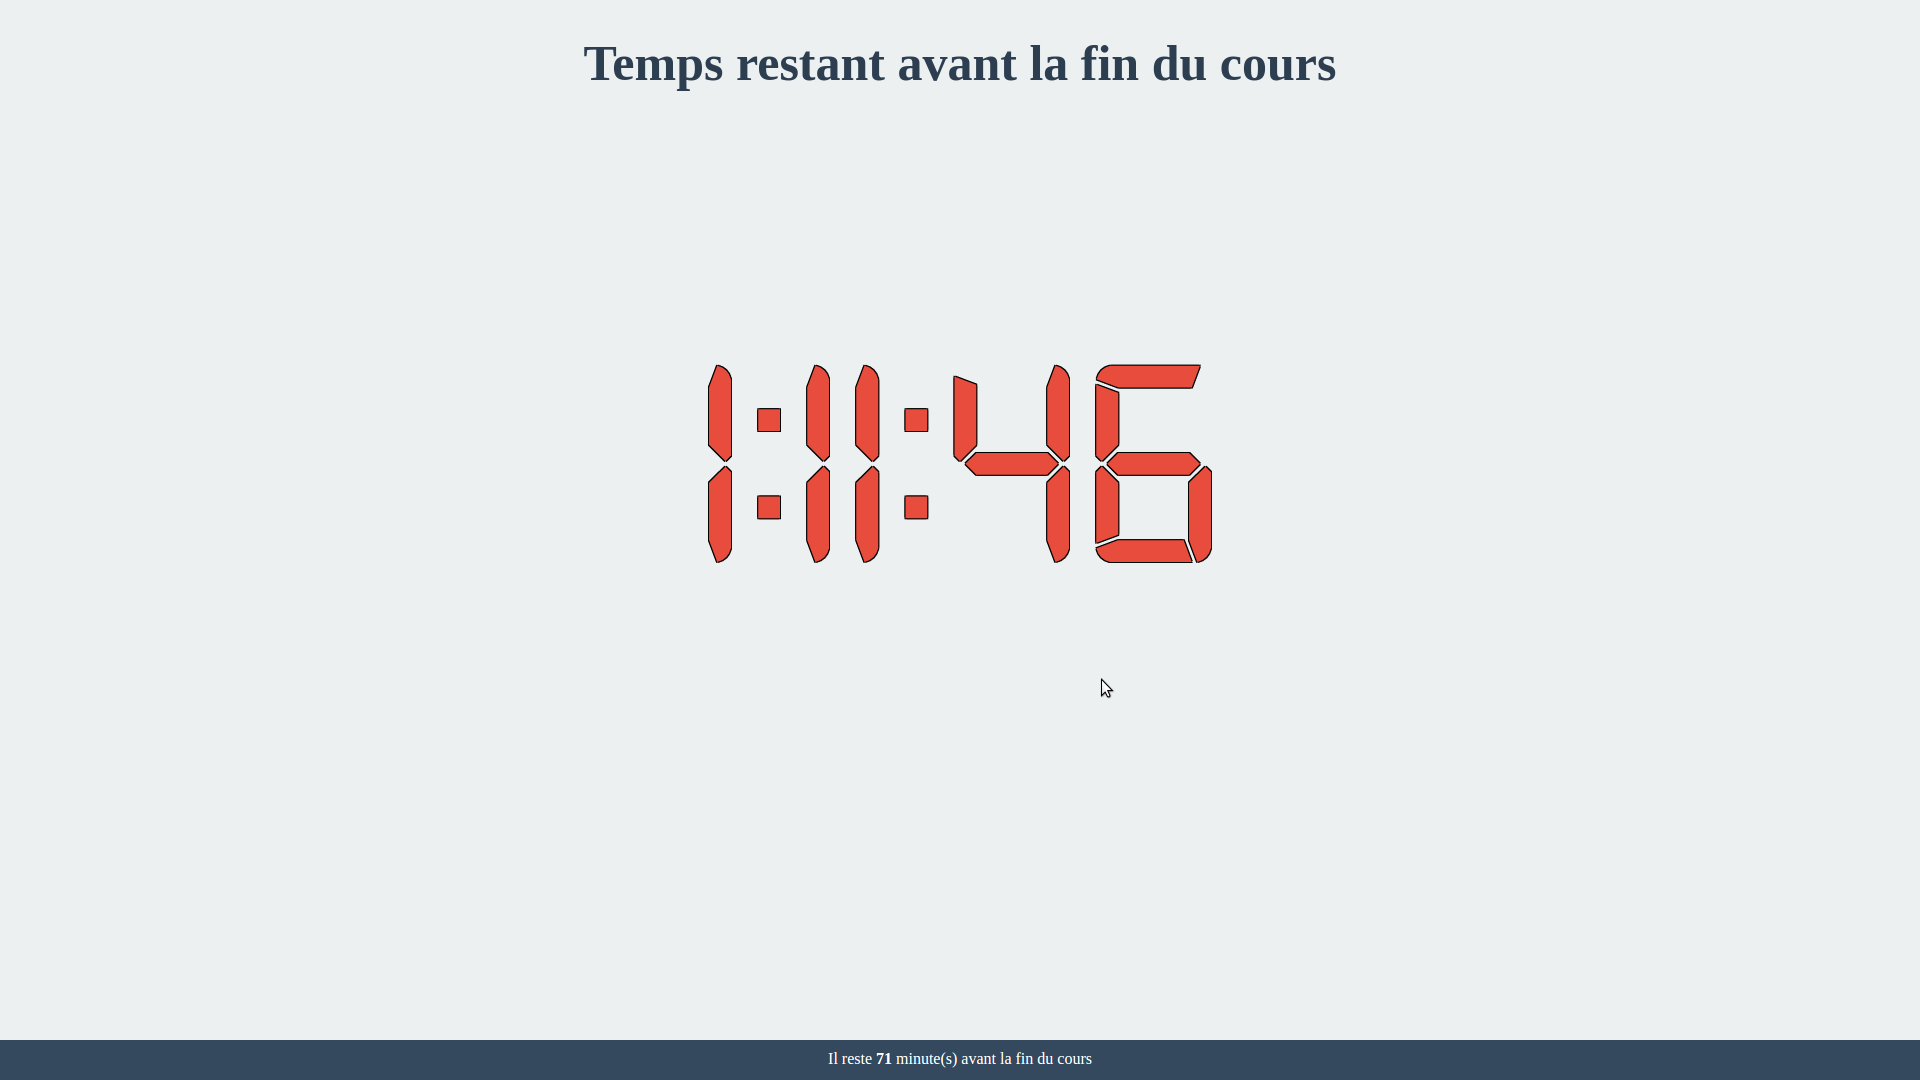 Temps restant avant la fin du cours
1:11:46
Il reste 71 minute(s) avant la fin du cours